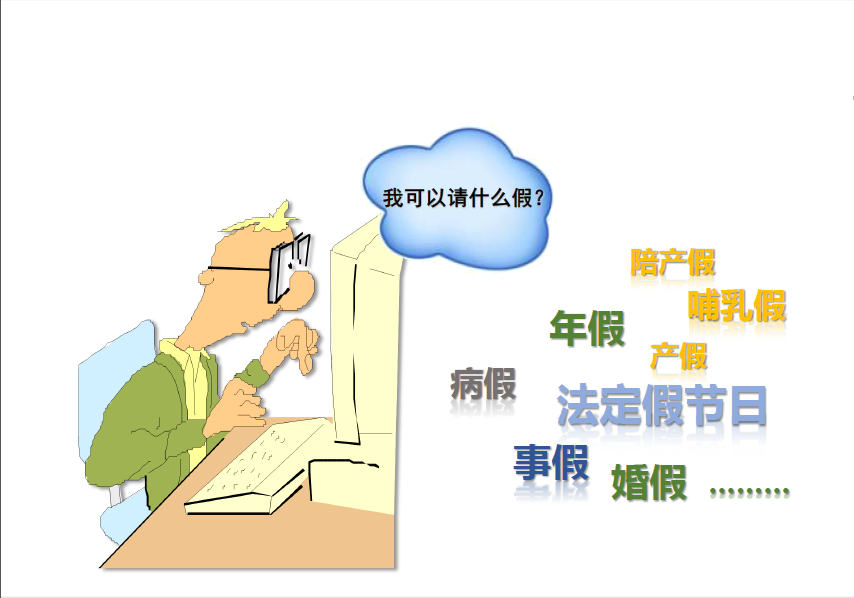 我可以请什么假?
陪产假
哺乳假
年假
产假
病假
法定假节日
事假
婚假 .........